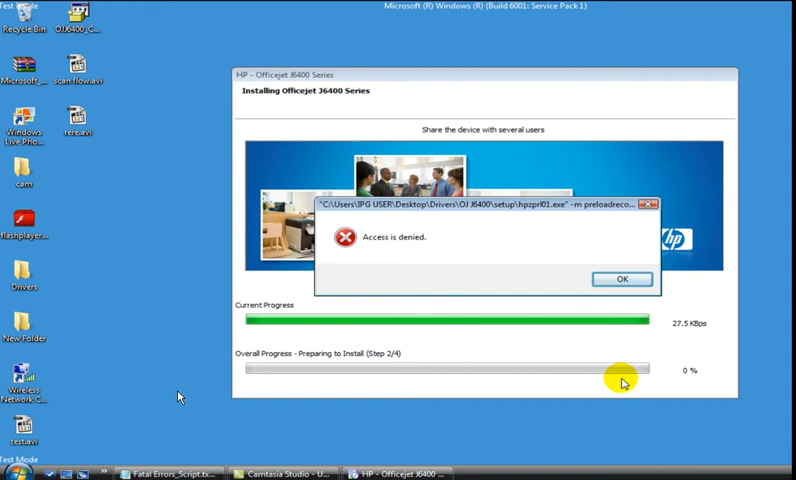 Test Mode
Microsoft (R) Windows (R) (Build 6001: Service Pack 1)
Recycle Bin
OJJ6400_C...
Microsoft_...
scan flow.avi
Windows
Live Pho...
rere.avi
cam
flashplayer...
Drivers
New Folder
Wireless
Network C...
test.avi
Test Mode
HP - Officejet J6400 Series
Installing Officejet J6400 Series
Share the device with several users
"C:\Users\IPG USER\Desktop\Drivers\OJ J6400\setup\hpzprl01.exe" -m preloadreco...
Access is denied.
OK
hp
Current Progress
27.5 KBps
Overall Progress - Preparing to Install (Step 2/4)
0 %
Fatal Errors_Script.tx...
Camtasia Studio - U...
HP - Officejet J6400 ...